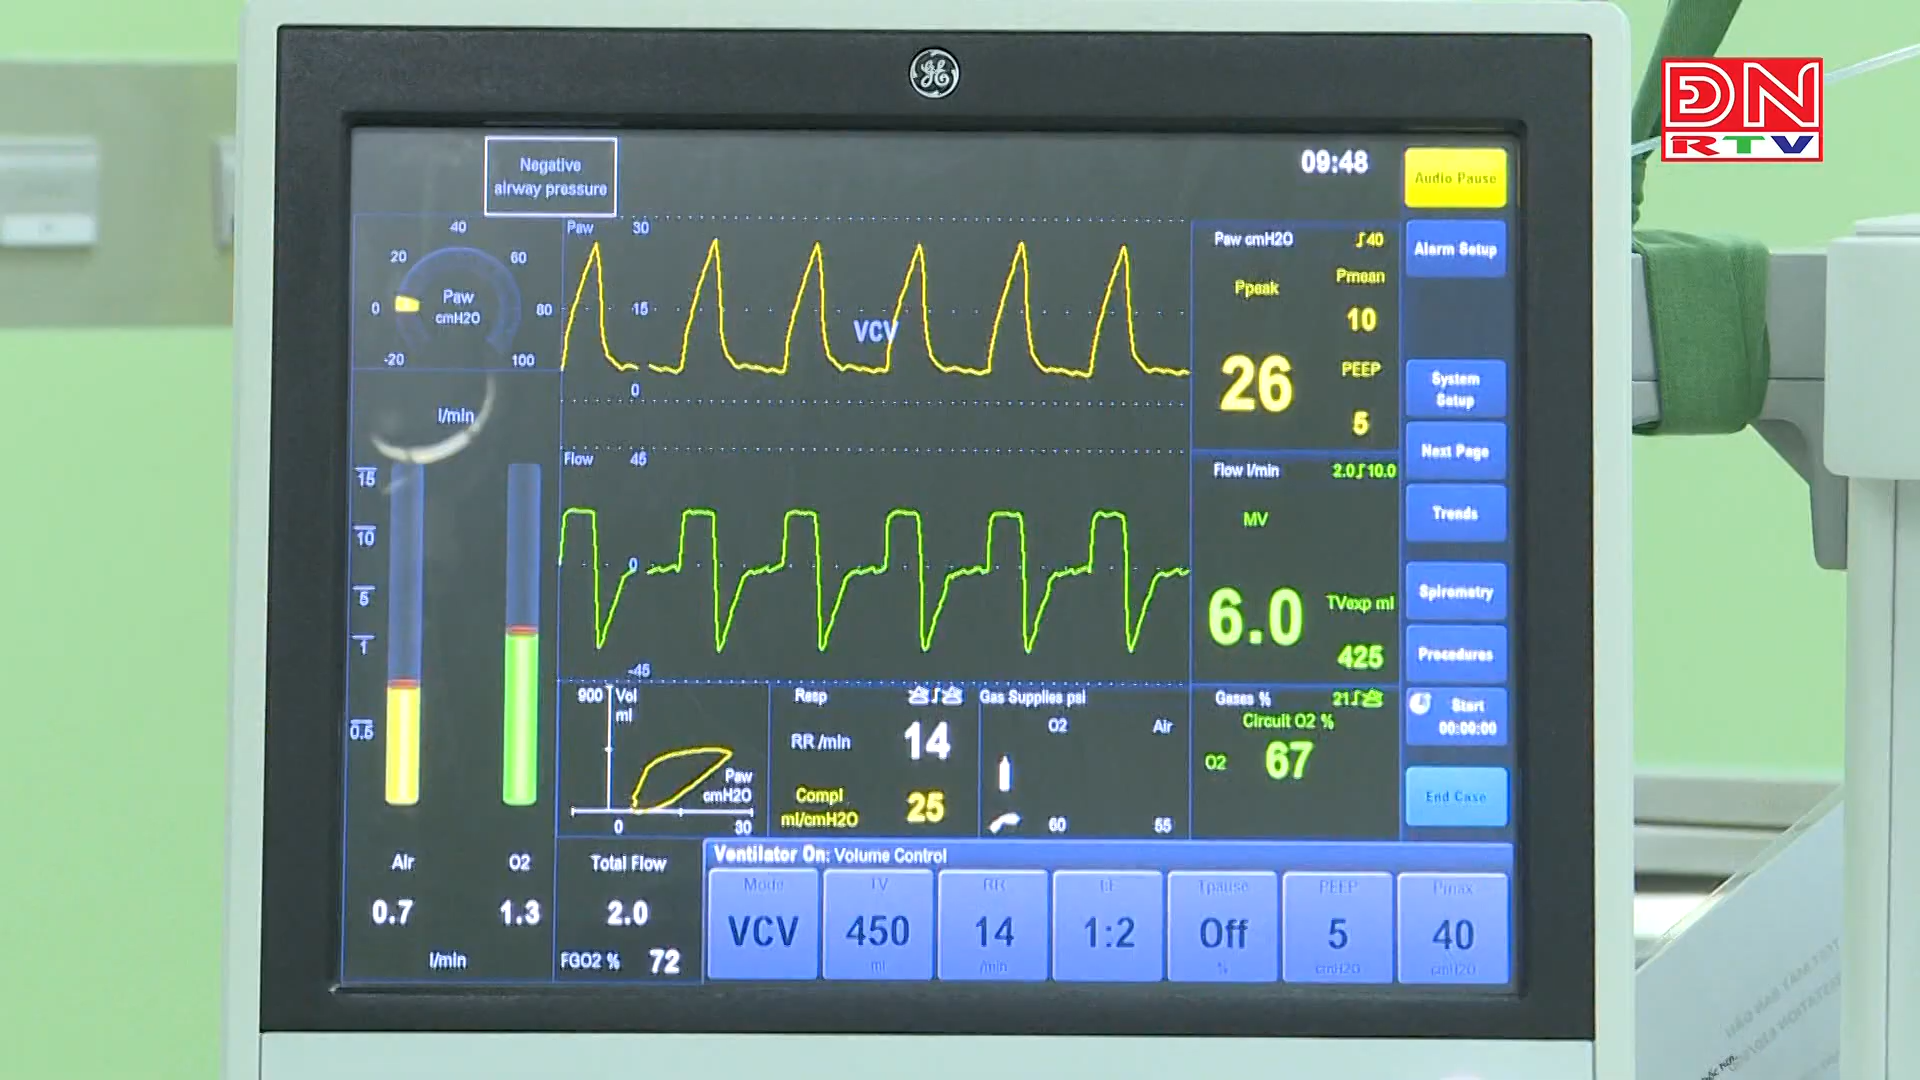 DN
RTV
Negative
airway pressure
09:48
Audio Pause
Alarm Setup
System
Setup
Next Page
Trends
Spirometry
Procedures
Start
00:00:00
End Case
40
20
60
0
80
-20
100
Paw
cmH2O
Paw
30
15
0
VCV
Paw cmH2O
40
Ppeak
26
Pmean
10
PEEP
5
l/min
15
10
5
1
0.5
Flow
45
0
-45
Flow l/min
2.0 10.0
MV
6.0
TVexp ml
425
900
Vol
ml
Paw
cmH2O
0
30
Resp
RR /min
14
Compl
ml/cmH2O
25
Gas Supplies psi
O2
Air
60
55
Gases %
21
Circuit O2 %
O2
67
Air
O2
0.7
1.3
l/min
Total Flow
2.0
FGO2 %
72
Ventilator On: Volume Control
Mode
VCV
TV
450
ml
RR
14
/min
I:E
1:2
Tpause
Off
%
PEEP
5
cmH2O
Pmax
40
cmH2O